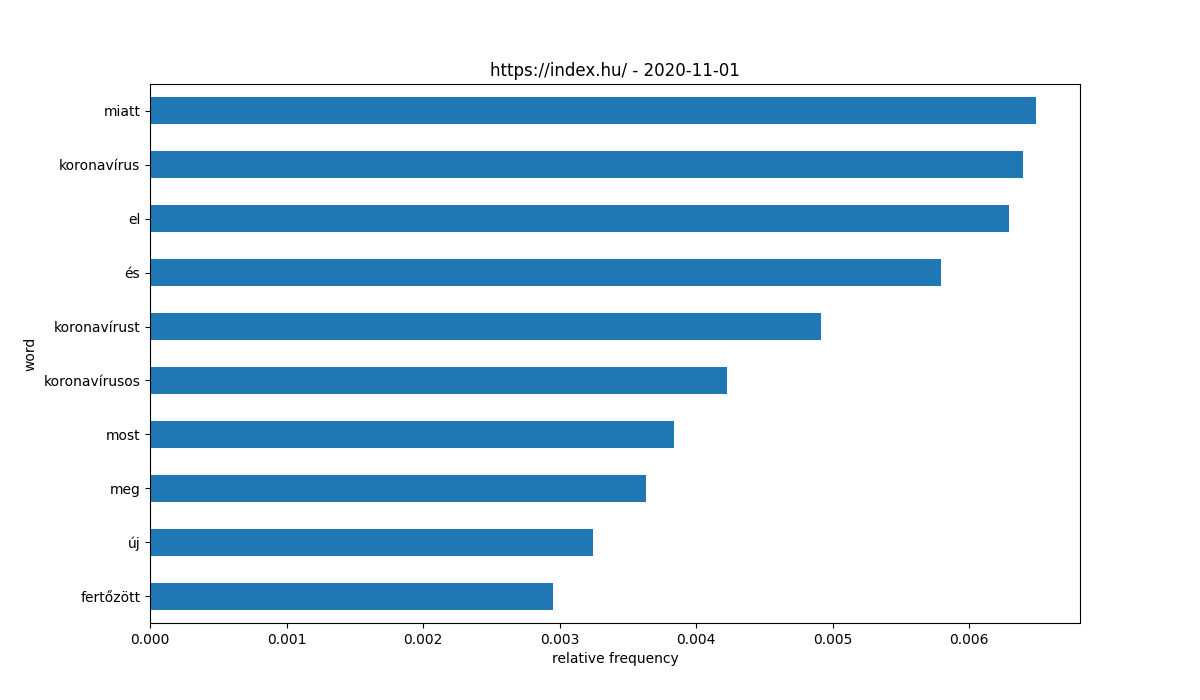 https://index.hu/ - 2020-11-01
miatt
koronavírus
el
és
koronavírust
koronavírusos
most
meg
új
fertőzött
word
0.000 0.001 0.002 0.003 0.004 0.005 0.006
relative frequency